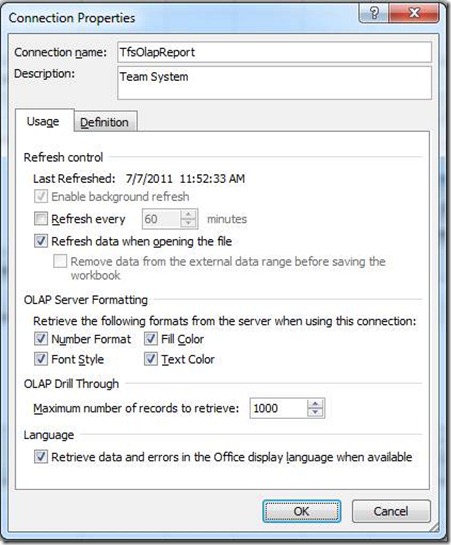 Connection Properties
Connection name: TfsOlapReport
Description: Team System
Usage Definition
Refresh control
Last Refreshed: 7/7/2011 11:52:33 AM
Enable background refresh
Refresh every 60 minutes
Refresh data when opening the file
Remove data from the external data range before saving the
workbook
OLAP Server Formatting
Retrieve the following formats from the server when using this connection:
Number Format Fill Color
Font Style Text Color
OLAP Drill Through
Maximum number of records to retrieve: 1000
Language
Retrieve data and errors in the Office display language when available
OK Cancel